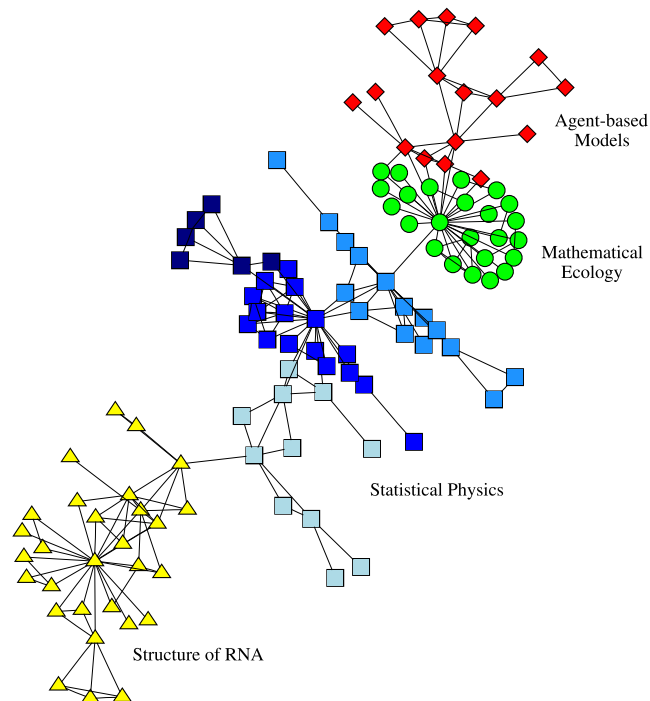 Agent-based
Models
Mathematical
Ecology
Statistical Physics
Structure of RNA